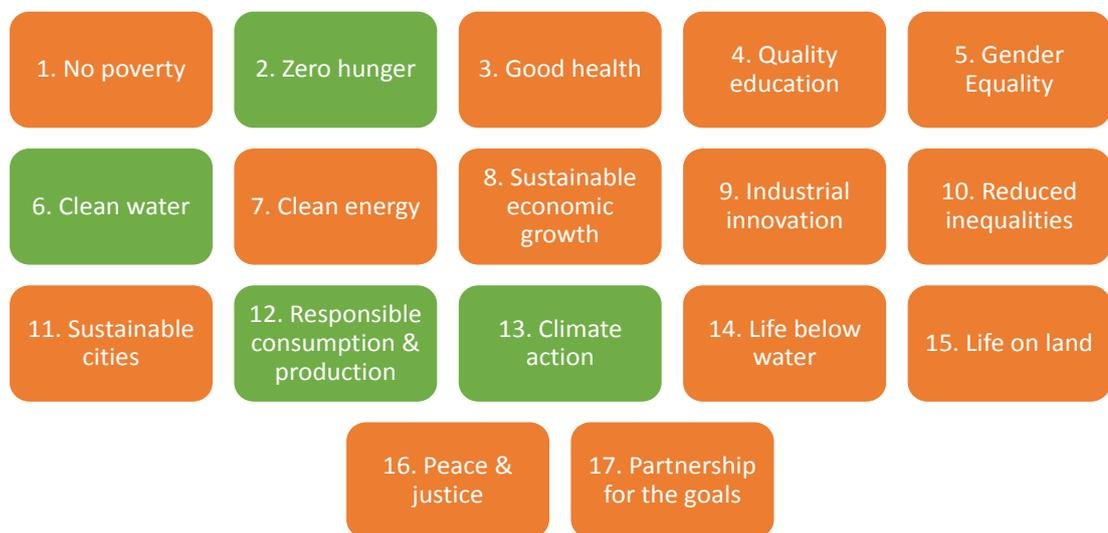 1. No poverty
2. Zero hunger
3. Good health
4. Quality
education
5. Gender
Equality
6. Clean water
7. Clean energy
8. Sustainable
economic
growth
9. Industrial
innovation
10. Reduced
inequalities
11. Sustainable
cities
12. Responsible
consumption &
production
13. Climate
action
14. Life below
water
15. Life on land
16. Peace &
justice
17. Partnership
for the goals